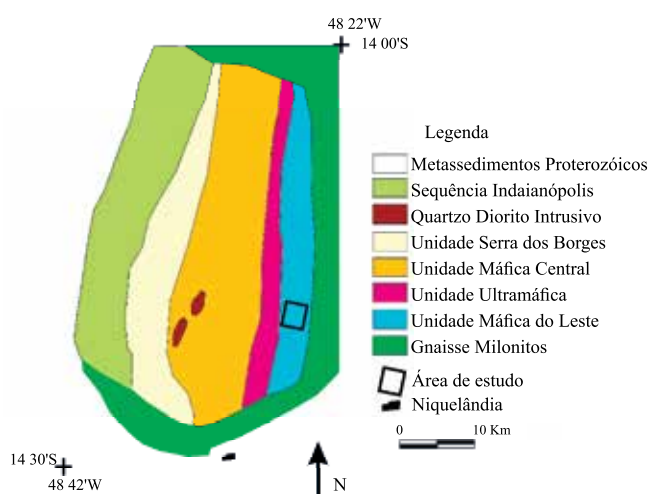 48 22'W
14 00'S
Legenda
Metassedimentos Proterozóicos
Sequência Indaianópolis
Quartzo Diorito Intrusivo
Unidade Serra dos Borges
Unidade Máfica Central
Unidade Ultramáfica
Unidade Máfica do Leste
Gnaisse Milonitos
Área de estudo
Niquelândia
0 10 Km
14 30'S
48 42'W
N